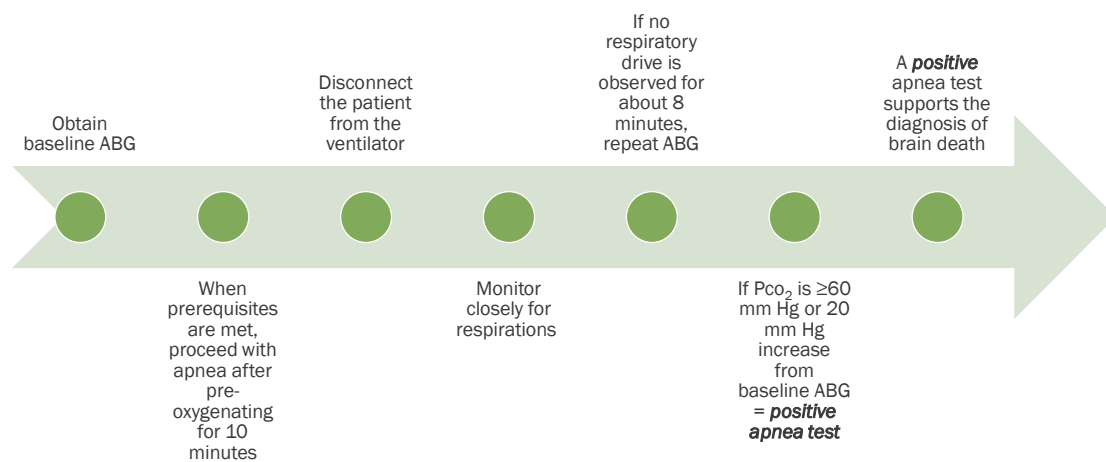 Obtain
baseline ABG
When
prerequisites
are met,
proceed with
apnea after
pre-
oxygenating
for 10
minutes
Disconnect
the patient
from the
ventilator
Monitor
closely for
respirations
If no
respiratory
drive is
observed for
about 8
minutes,
repeat ABG
If Pco₂ is ≥60
mm Hg or 20
mm Hg
increase
from
baseline ABG
= positive
apnea test
A positive
apnea test
supports the
diagnosis of
brain death